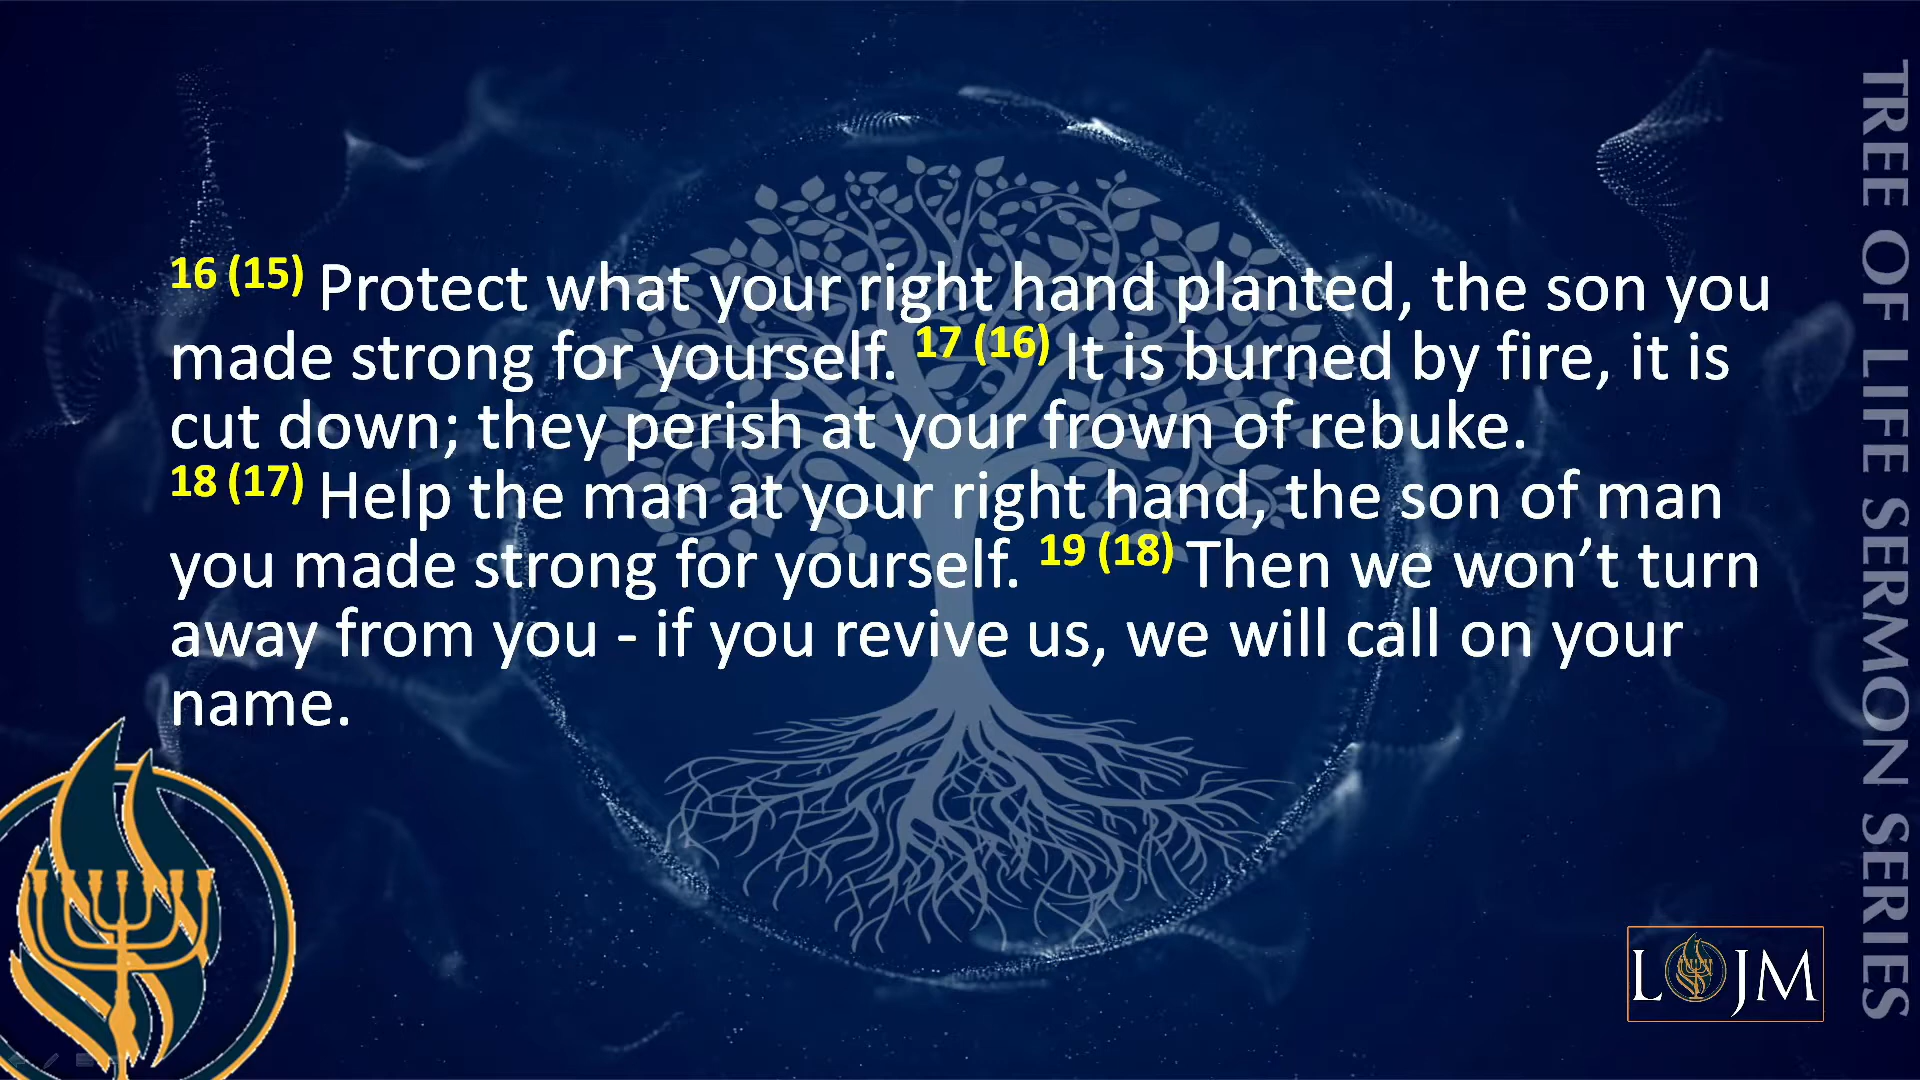 16 (15) Protect what your right hand planted, the son you
made strong for yourself. 17 (16) It is burned by fire, it is
cut down; they perish at your frown of rebuke.
18 (17) Help the man at your right hand, the son of man
you made strong for yourself. 19 (18) Then we won’t turn
away from you - if you revive us, we will call on your
name.
TREE OF LIFE SERMON SERIES
LOJM